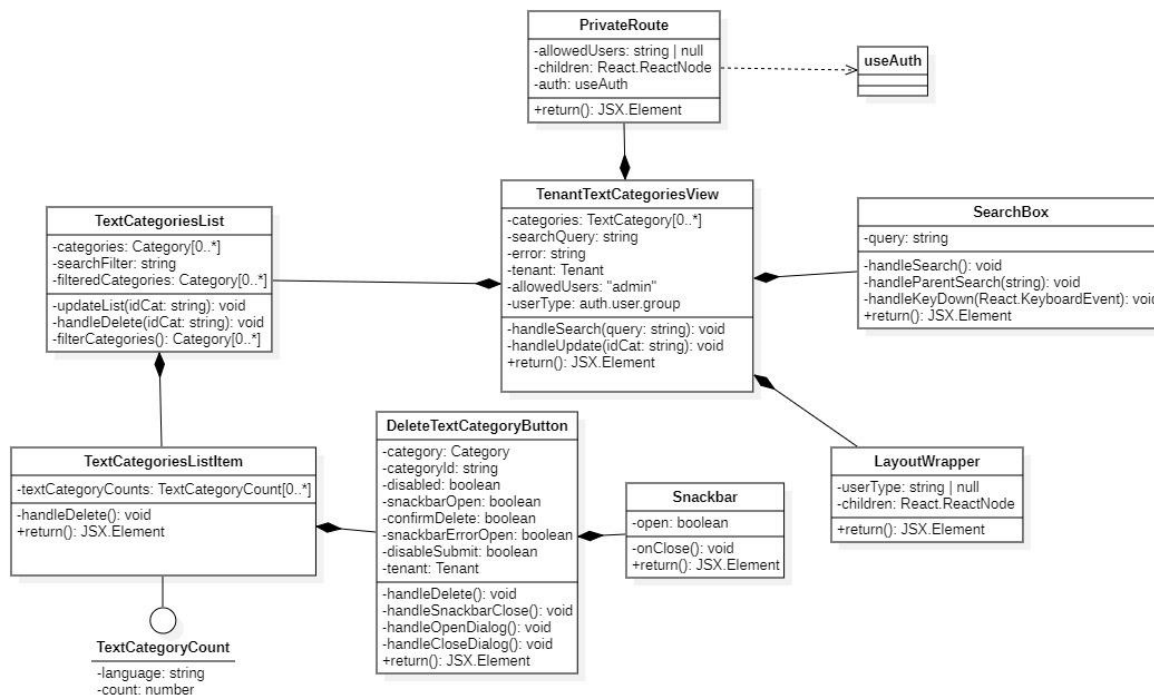 PrivateRoute
-allowedUsers: string | null
-children: React.ReactNode
-auth: useAuth
+return(): JSX.Element
useAuth
TenantTextCategoriesView
-categories: TextCategory[0..*]
-searchQuery: string
-error: string
-tenant: Tenant
-allowedUsers: "admin"
-userType: auth.user.group
-handleSearch(query: string): void
-handleUpdate(idCat: string): void
+return(): JSX.Element
TextCategoriesList
-categories: Category[0..*]
-searchFilter: string
-filteredCategories: Category[0..*]
-updateList(idCat: string): void
-handleDelete(idCat: string): void
-filterCategories(): Category[0..*]
SearchBox
-query: string
-handleSearch(): void
-handleParentSearch(string): void
-handleKeyDown(React.KeyboardEvent): void
+return(): JSX.Element
TextCategoriesListItem
-textCategoryCounts: TextCategoryCount[0..*]
-handleDelete(): void
+return(): JSX.Element
DeleteTextCategoryButton
-category: Category
-categoryId: string
-disabled: boolean
-snackbarOpen: boolean
-confirmDelete: boolean
-snackbarErrorOpen: boolean
-disableSubmit: boolean
-tenant: Tenant
-handleDelete(): void
-handleSnackbarClose(): void
-handleOpenDialog(): void
-handleCloseDialog(): void
+return(): JSX.Element
Snackbar
-open: boolean
-onClose(): void
+return(): JSX.Element
LayoutWrapper
-userType: string | null
-children: React.ReactNode
+return(): JSX.Element
TextCategoryCount
-language: string
-count: number